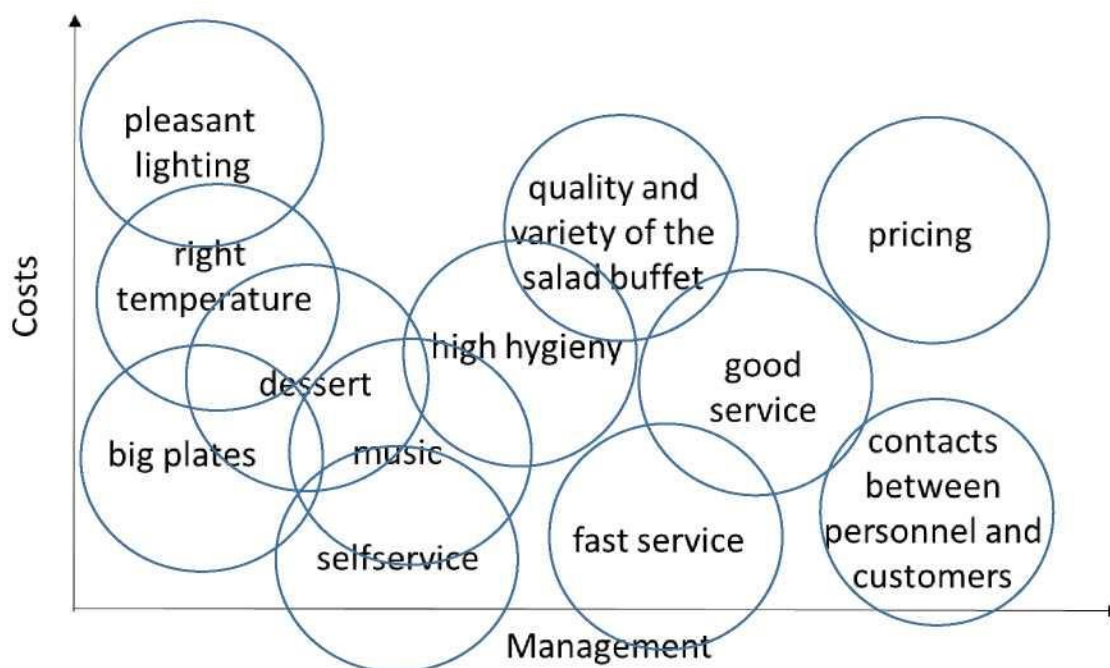 Costs
pleasant
lighting
right
temperature
dessert
big plates
music
selfservice
high hygieny
quality and
variety of the
salad buffet
good
service
fast service
pricing
contacts
between
personnel and
customers
Management